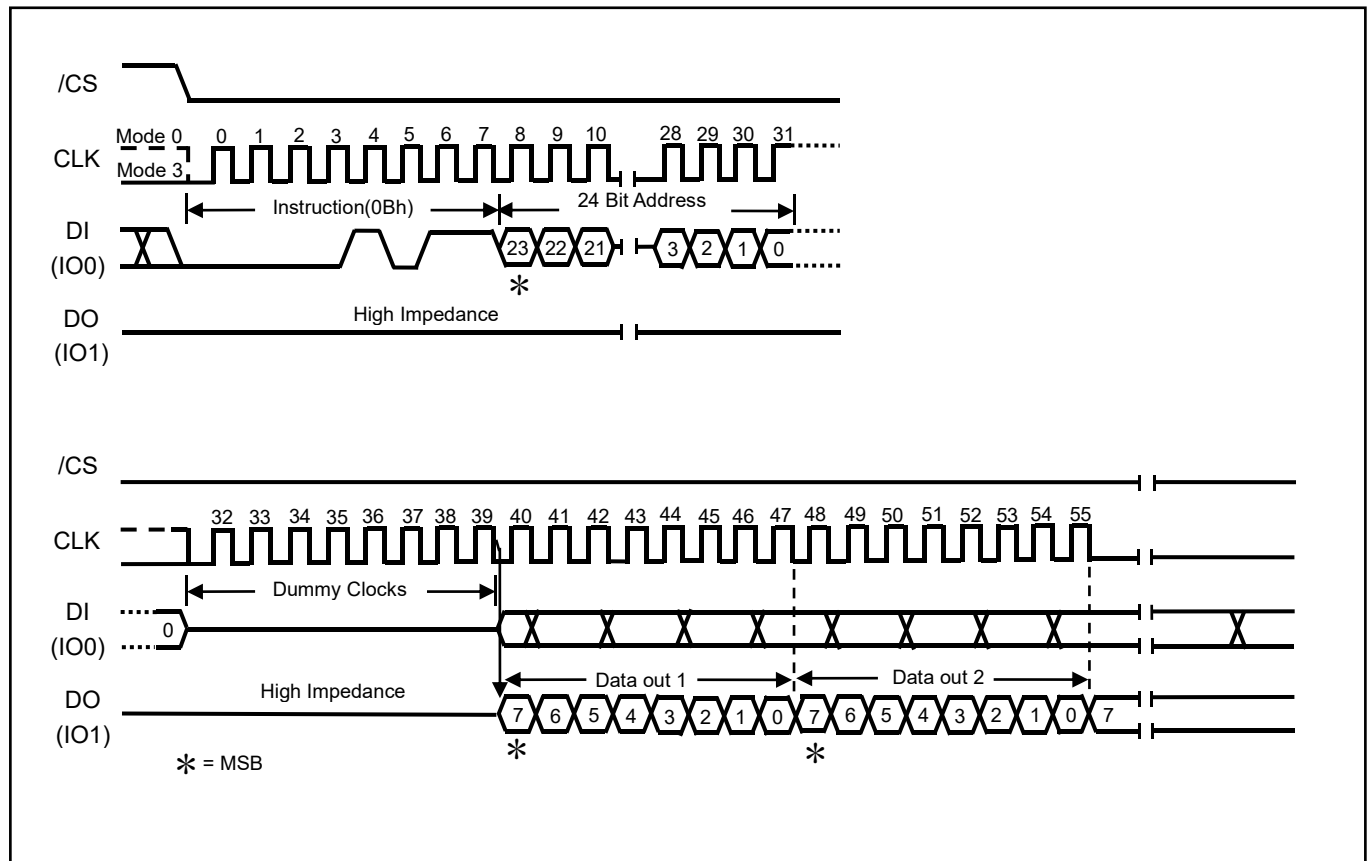 /CS
Mode 0 0 1 2 3 4 5 6 7 8 9 10 28 29 30 31
CLK
Mode 3
Instruction(0Bh) 24 Bit Address
DI
(IO0)
23 22 21 3 2 1 0
*
DO
(IO1)
High Impedance
/CS
32 33 34 35 36 37 38 39 40 41 42 43 44 45 46 47 48 49 50 51 52 53 54 55
CLK
Dummy Clocks
DI
(IO0)
0
Data out 1 Data out 2
DO
(IO1)
High Impedance
7 6 5 4 3 2 1 0 7 6 5 4 3 2 1 0 7
* *
* = MSB